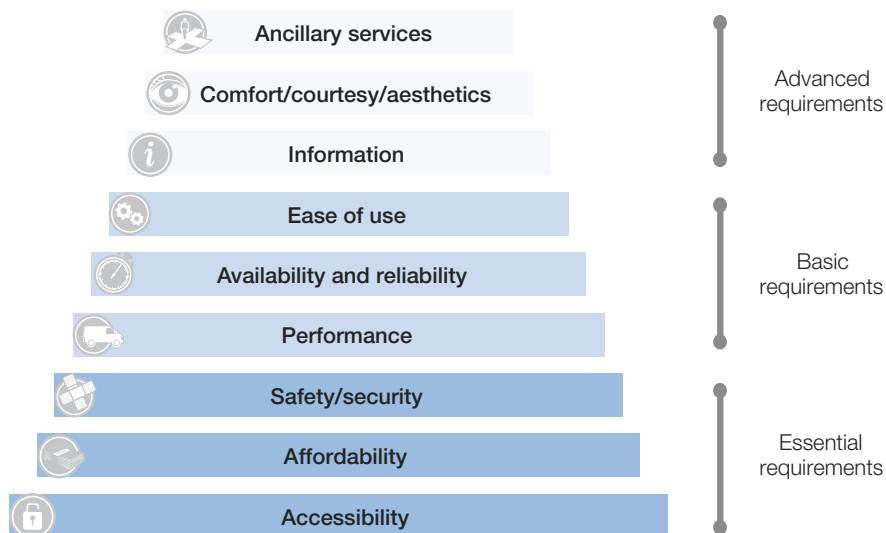 Ancillary services
Comfort/courtesy/aesthetics
Information
Advanced
requirements
Ease of use
Availability and reliability
Performance
Basic
requirements
Safety/security
Affordability
Accessibility
Essential
requirements